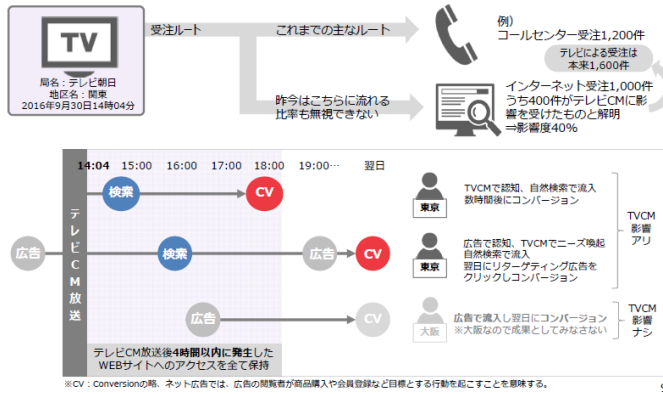 TV
局名：テレビ朝日
地区名：関東
2016年9月30日14時04分
受注ルート
これまでの主なルート
昨今はこちらに流れる
比率も無視できない
例）
コールセンター受注1,200件
テレビによる受注は
本来1,600件
インターネット受注1,000件
うち400件がテレビCMに影
響を受けたものと解明
⇒影響度40%
14:04 15:00 16:00 17:00 18:00 19:00… 翌日
テレビCM放送
検索
CV
東京
TVCMで認知、自然検索で流入
数時間後にコンバージョン
広告
検索
広告
CV
東京
広告で認知、TVCMでニーズ喚起
自然検索で流入
翌日にリターゲティング広告を
クリックしコンバージョン
TVCM
影響
アリ
広告
CV
大阪
広告で流入し翌日にコンバージョン
※大阪なので成果としてみなさない
TVCM
影響
ナシ
テレビCM放送後4時間以内に発生した
WEBサイトへのアクセスを全て保持
※CV：Conversionの略、ネット広告では、広告の閲覧者が商品購入や会員登録など目標とする行動を起こすことを意味する。